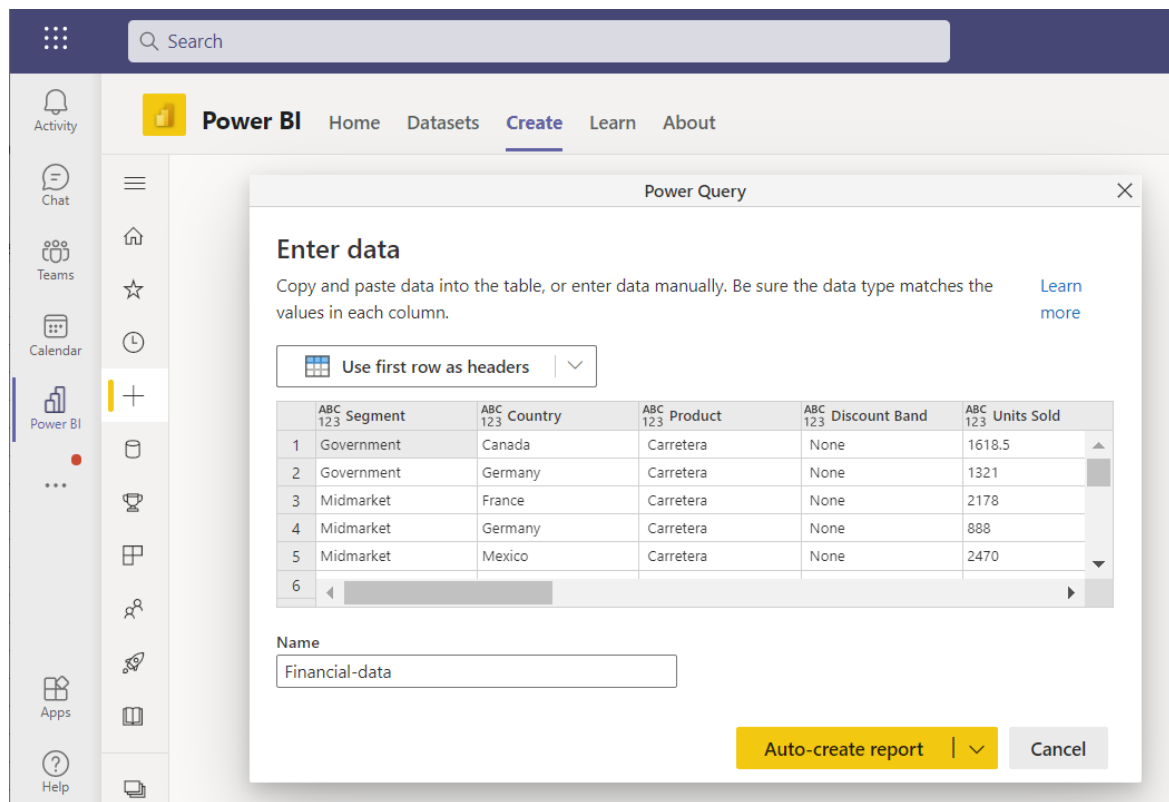 Search
Activity
Chat
Teams
Calendar
Power BI
Apps
Help
Power BI Home Datasets Create Learn About
Power Query
Enter data
Copy and paste data into the table, or enter data manually. Be sure the data type matches the
values in each column.
Learn
more
Use first row as headers
ABC 123 Segment ABC 123 Country ABC 123 Product ABC 123 Discount Band ABC 123 Units Sold
1 Government Canada Carretera None 1618.5
2 Government Germany Carretera None 1321
3 Midmarket France Carretera None 2178
4 Midmarket Germany Carretera None 888
5 Midmarket Mexico Carretera None 2470
6
Name
Financial-data
Auto-create report Cancel